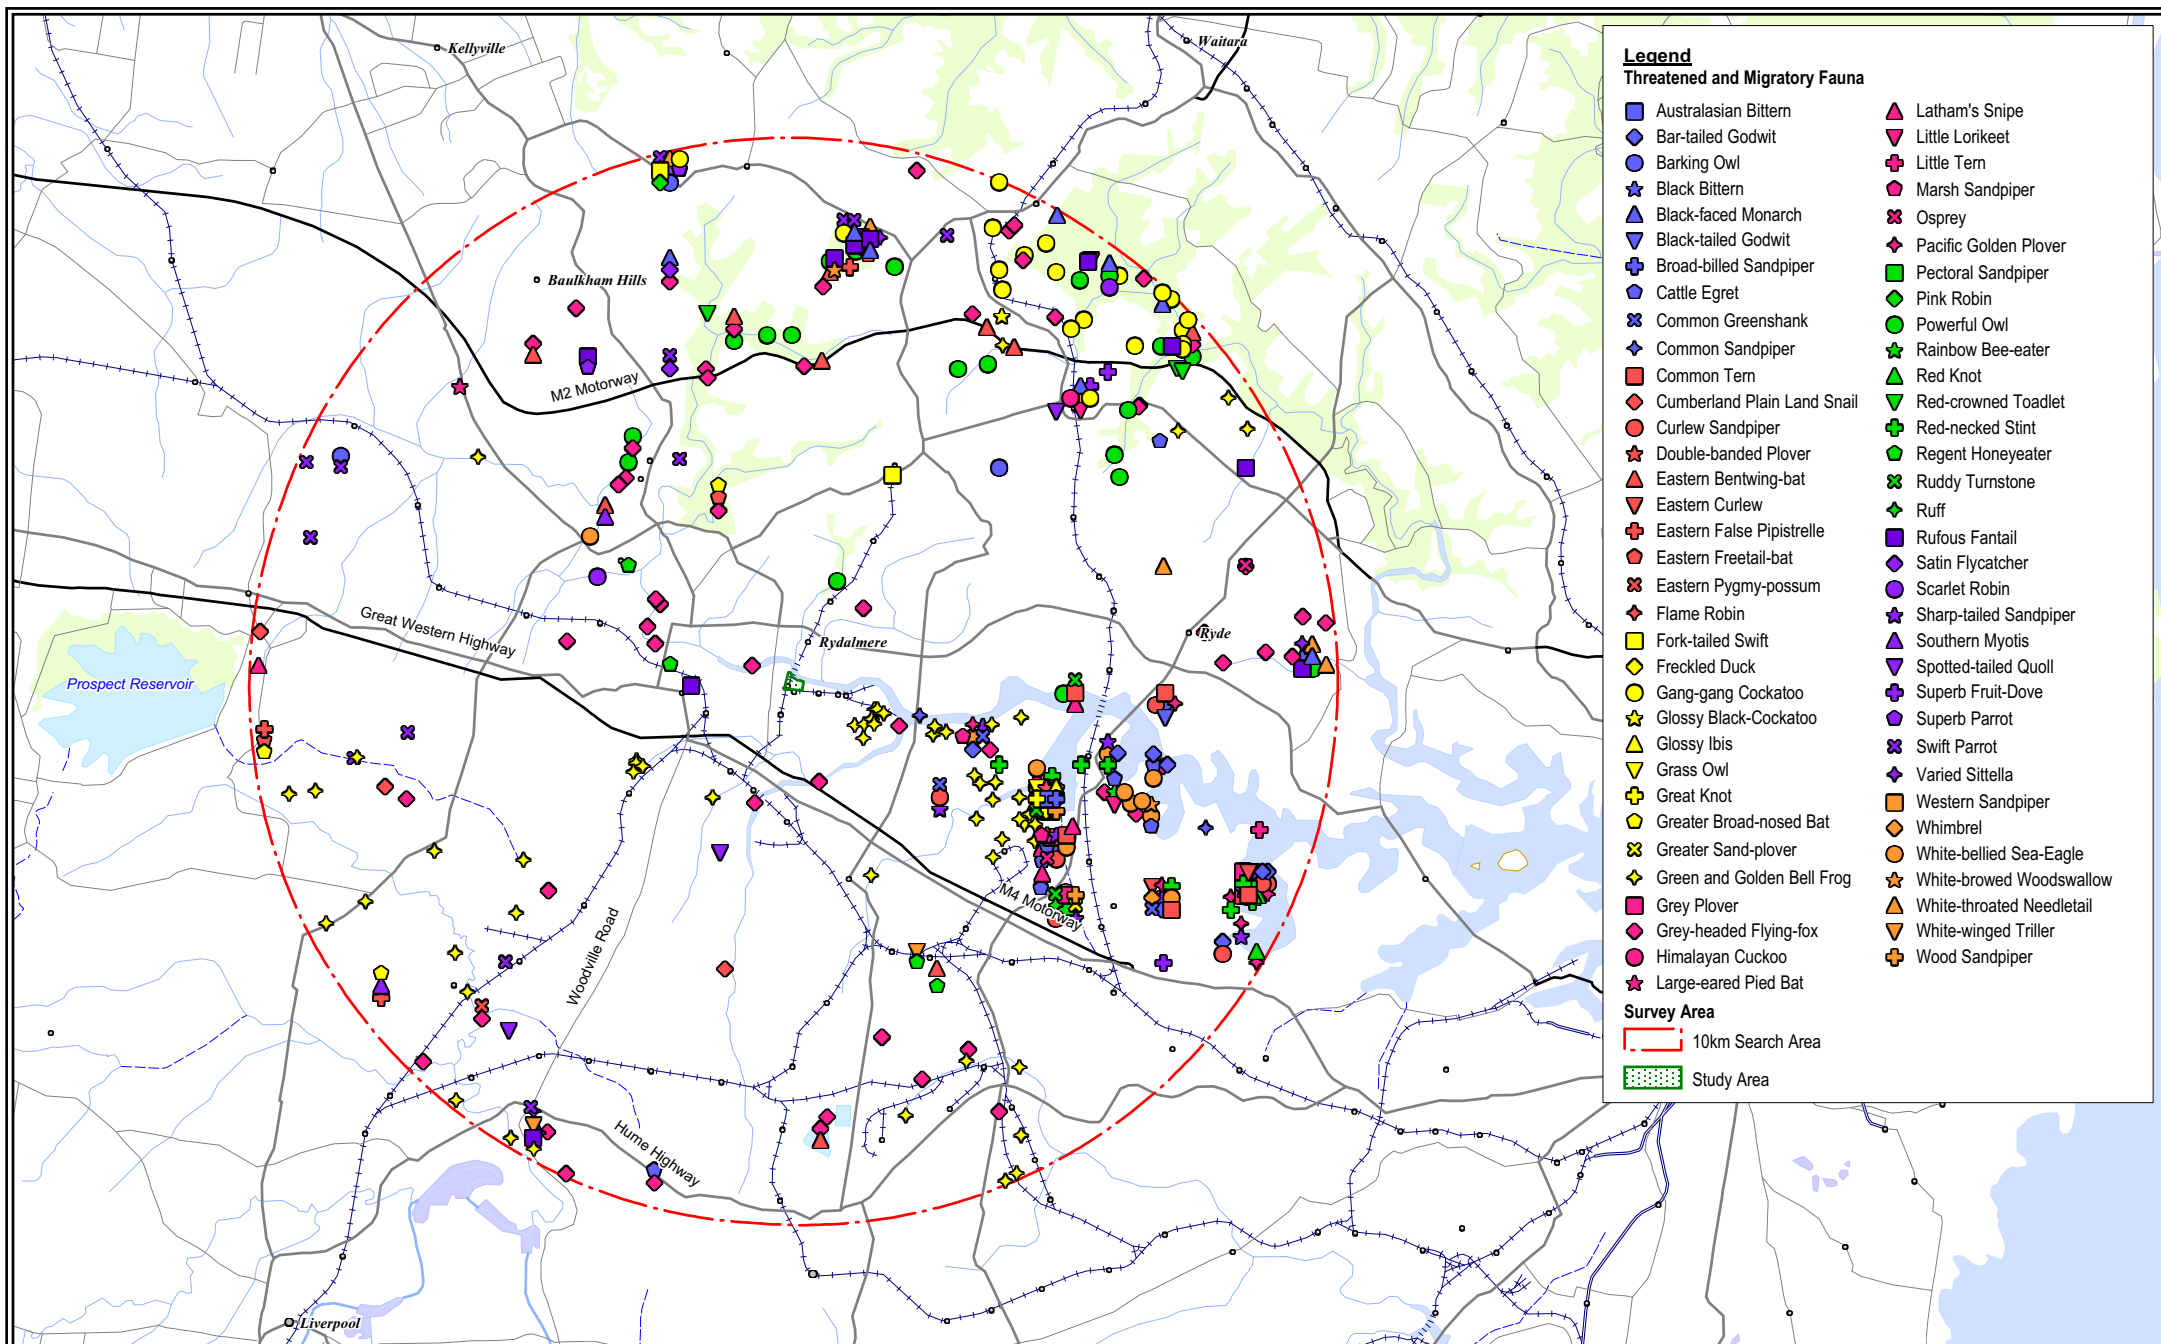 Kellyville
Waitara
Baulkham Hills
M2 Motorway
Great Western Highway
Prospect Reservoir
Rydalmere
Ryde
M4 Motorway
Woodville Road
Hume Highway
Liverpool
Legend
Threatened and Migratory Fauna
Australasian Bittern
Bar-tailed Godwit
Barking Owl
Black Bittern
Black-faced Monarch
Black-tailed Godwit
Broad-billed Sandpiper
Cattle Egret
Common Greenshank
Common Sandpiper
Common Tern
Cumberland Plain Land Snail
Curlew Sandpiper
Double-banded Plover
Eastern Bentwing-bat
Eastern Curlew
Eastern False Pipistrelle
Eastern Freetail-bat
Eastern Pygmy-possum
Flame Robin
Fork-tailed Swift
Freckled Duck
Gang-gang Cockatoo
Glossy Black-Cockatoo
Glossy Ibis
Grass Owl
Great Knot
Greater Broad-nosed Bat
Greater Sand-plover
Green and Golden Bell Frog
Grey Plover
Grey-headed Flying-fox
Himalayan Cuckoo
Large-eared Pied Bat
Latham's Snipe
Little Lorikeet
Little Tern
Marsh Sandpiper
Osprey
Pacific Golden Plover
Pectoral Sandpiper
Pink Robin
Powerful Owl
Rainbow Bee-eater
Red Knot
Red-crowned Toadlet
Red-necked Stint
Regent Honeyeater
Ruddy Turnstone
Ruff
Rufous Fantail
Satin Flycatcher
Scarlet Robin
Sharp-tailed Sandpiper
Southern Myotis
Spotted-tailed Quoll
Superb Fruit-Dove
Superb Parrot
Swift Parrot
Varied Sittella
Western Sandpiper
Whimbrel
White-bellied Sea-Eagle
White-browed Woodswallow
White-throated Needletail
White-winged Triller
Wood Sandpiper
Survey Area
10km Search Area
Study Area